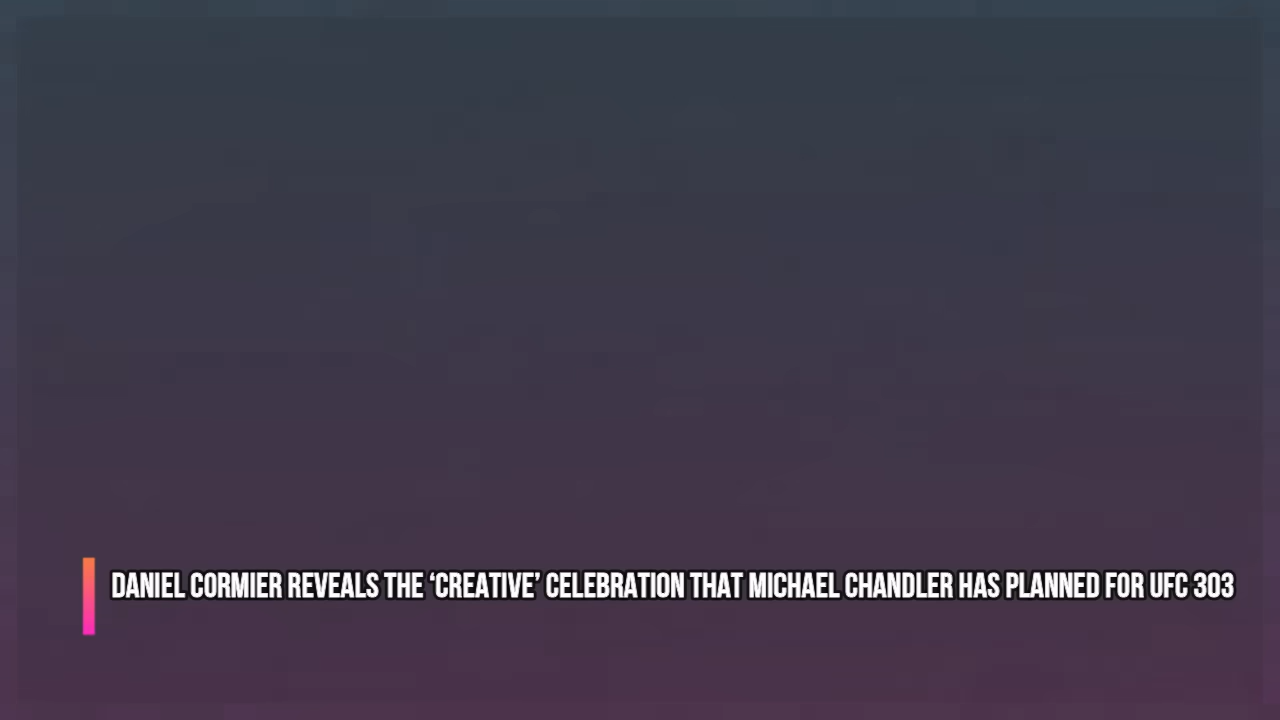 DANIEL CORMIER REVEALS THE ‘CREATIVE’ CELEBRATION THAT MICHAEL CHANDLER HAS PLANNED FOR UFC 303